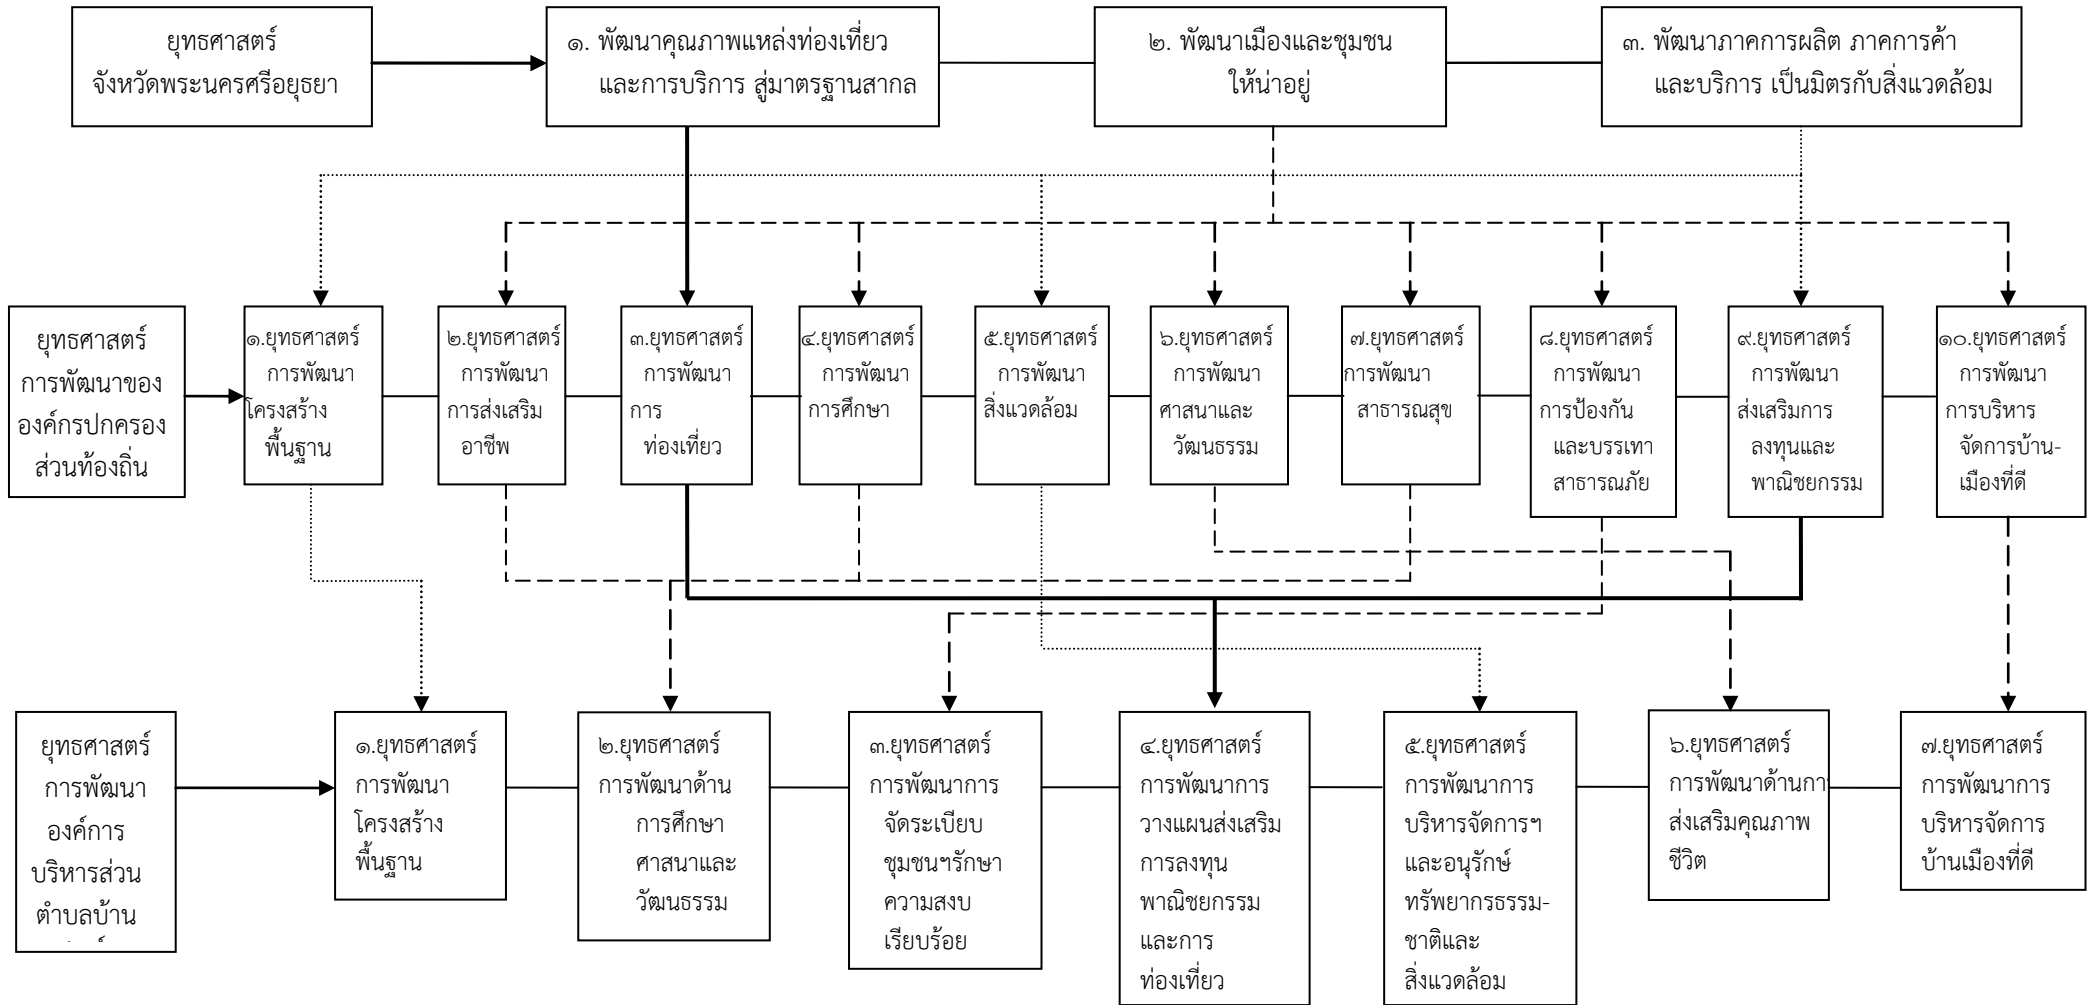 ยุทธศาสตร์
จังหวัดพระนครศรีอยุธยา
๑. พัฒนาคุณภาพแหล่งท่องเที่ยว
และการบริการ สู่มาตรฐานสากล
๒. พัฒนาเมืองและชุมชน
ให้น่าอยู่
๓. พัฒนาภาคการผลิต ภาคการค้า
และบริการ เป็นมิตรกับสิ่งแวดล้อม
ยุทธศาสตร์
การพัฒนาของ
องค์กรปกครอง
ส่วนท้องถิ่น
๑.ยุทธศาสตร์
การพัฒนา
โครงสร้าง
พื้นฐาน
๒.ยุทธศาสตร์
การพัฒนา
การส่งเสริม
อาชีพ
๓.ยุทธศาสตร์
การพัฒนา
การ
ท่องเที่ยว
๔.ยุทธศาสตร์
การพัฒนา
การศึกษา
๕.ยุทธศาสตร์
การพัฒนา
สิ่งแวดล้อม
๖.ยุทธศาสตร์
การพัฒนา
ศาสนาและ
วัฒนธรรม
๗.ยุทธศาสตร์
การพัฒนา
สาธารณสุข
๘.ยุทธศาสตร์
การพัฒนา
การป้องกัน
และบรรเทา
สาธารณภัย
๙.ยุทธศาสตร์
การพัฒนา
ส่งเสริมการ
ลงทุนและ
พาณิชยกรรม
๑๐.ยุทธศาสตร์
การพัฒนา
การบริหาร
จัดการบ้าน-
เมืองที่ดี
ยุทธศาสตร์
การพัฒนา
องค์การ
บริหารส่วน
ตำบลบ้าน
๑.ยุทธศาสตร์
การพัฒนา
โครงสร้าง
พื้นฐาน
๒.ยุทธศาสตร์
การพัฒนาด้าน
การศึกษา
ศาสนาและ
วัฒนธรรม
๓.ยุทธศาสตร์
การพัฒนาการ
จัดระเบียบ
ชุมชนฯรักษา
ความสงบ
เรียบร้อย
๔.ยุทธศาสตร์
การพัฒนาการ
วางแผนส่งเสริม
การลงทุน
พาณิชยกรรม
และการ
ท่องเที่ยว
๕.ยุทธศาสตร์
การพัฒนาการ
บริหารจัดการฯ
และอนุรักษ์
ทรัพยากรธรรม-
ชาติและ
สิ่งแวดล้อม
๖.ยุทธศาสตร์
การพัฒนาด้านกา
ส่งเสริมคุณภาพ
ชีวิต
๗.ยุทธศาสตร์
การพัฒนาการ
บริหารจัดการ
บ้านเมืองที่ดี